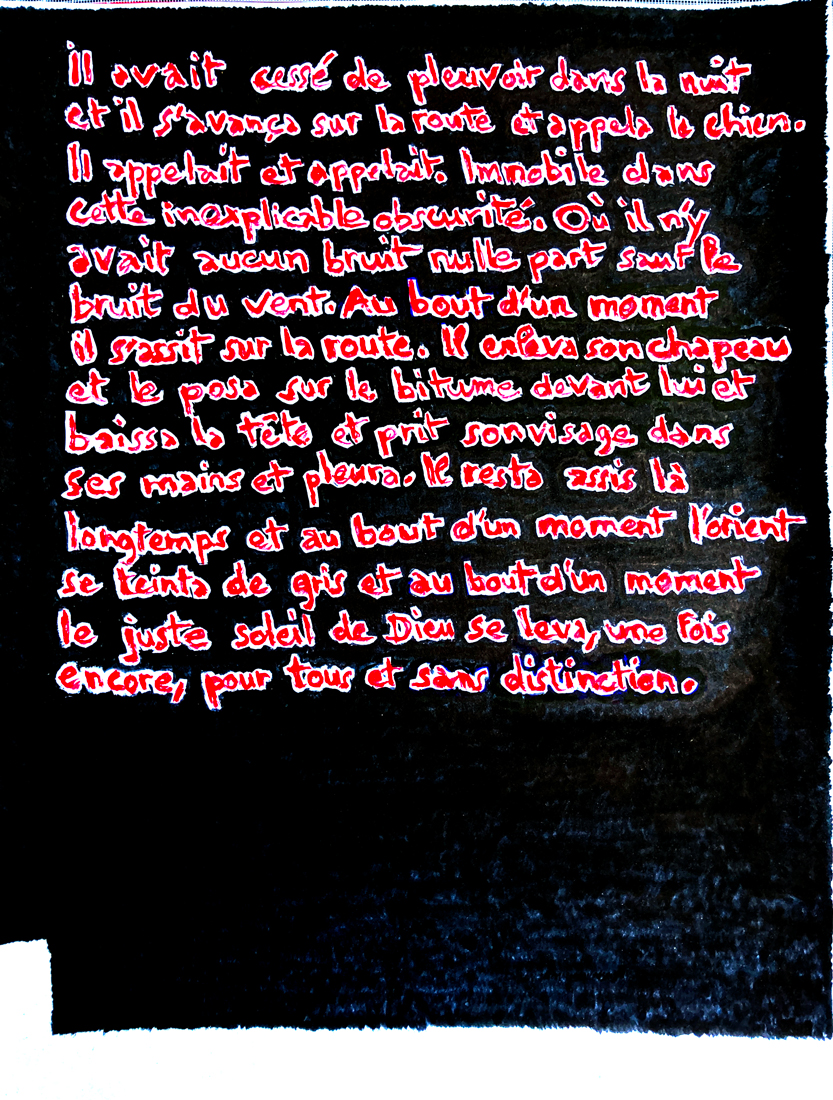 Il avait cessé de pleuvoir dans la nuit
et il s'avança sur la route et appela le chien.
Il appelait et appelait. Immobile dans
cette inexplicable obscurité. Où il n'y
avait aucun bruit nulle part sauf le
bruit du vent. Au bout d'un moment
il s'assit sur la route. Il enleva son chapeau
et le posa sur le bitume devant lui et
baissa la tête et prit son visage dans
ses mains et pleura. Il resta assis là
longtemps et au bout d'un moment l'orient
se teinta de gris et au bout d'un moment
le juste soleil de Dieu se leva, une fois
encore, pour tous et sans distinction.